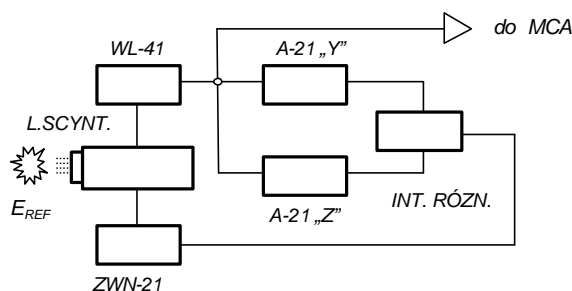 do MCA
WL-41
A-21 „Y”
L.SCYNT.
E_REF
A-21 „Z”
INT. RÓZN.
ZWN-21